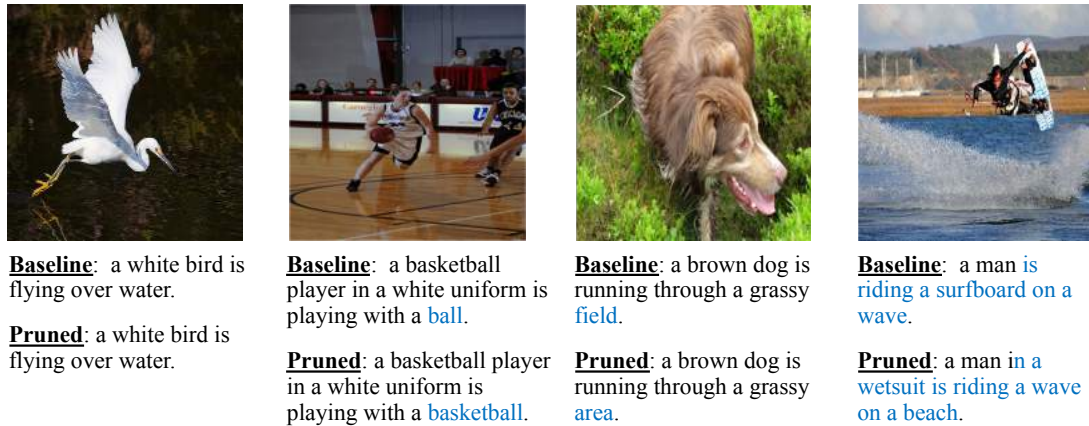 Baseline: a white bird is
flying over water.
Pruned: a white bird is
flying over water.
Baseline: a basketball
player in a white uniform is
playing with a ball.
Pruned: a basketball player
in a white uniform is
playing with a basketball.
Baseline: a brown dog is
running through a grassy
field.
Pruned: a brown dog is
running through a grassy
area.
Baseline: a man is
riding a surfboard on a
wave.
Pruned: a man in a
wetsuit is riding a wave
on a beach.